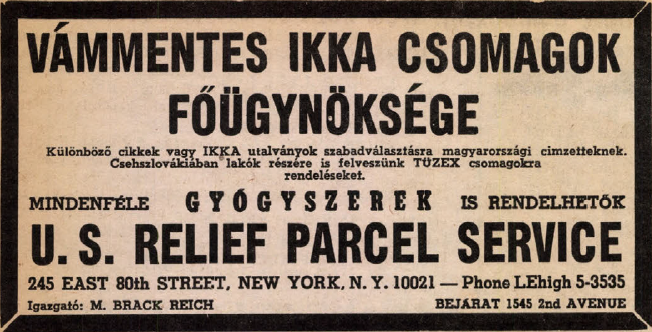 VÁMMENTES IKKA CSOMAGOK
FŐÜGYNÖKSÉGE
Különböző cikkek vagy IKKA utalványok szabadválasztásra magyarországi cimzetteknek.
Csehszlovákiában lakók részére is felveszünk TÜZEX csomagokra
rendeléseket.
MINDENFÉLE GYÓGYSZEREK IS RENDELHETŐK
U. S. RELIEF PARCEL SERVICE
245 EAST 80th STREET, NEW YORK, N. Y. 10021 — Phone LEhigh 5-3535
Igazgató: M. BRACK REICH BEJÁRAT 1545 2nd AVENUE